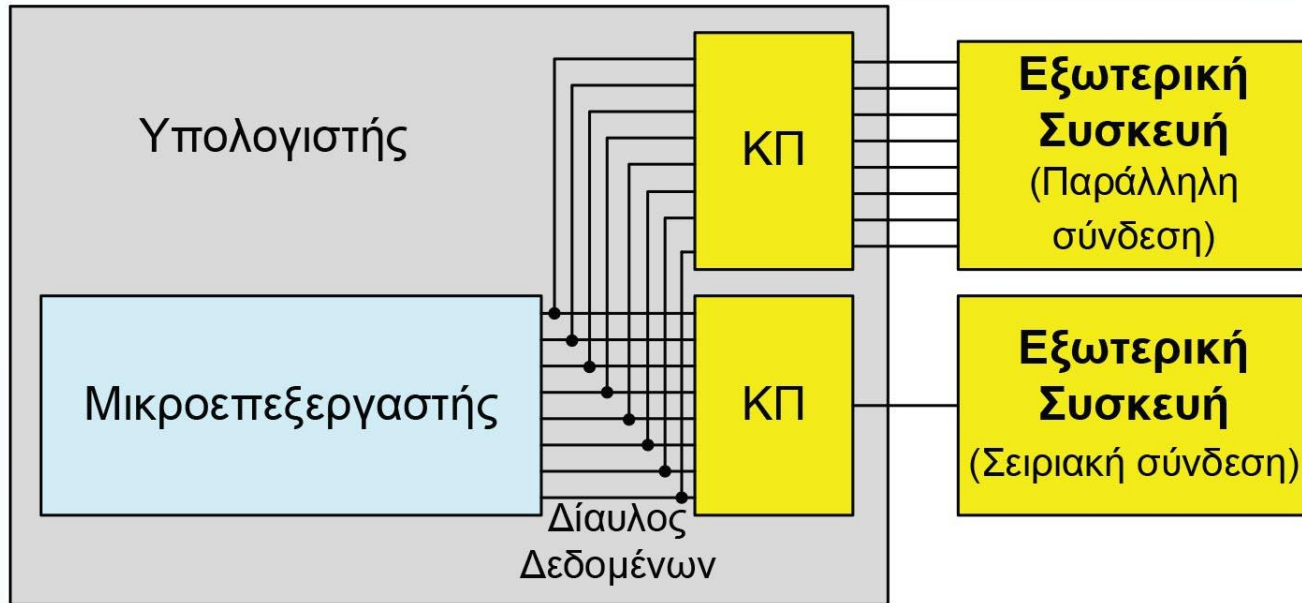 Υπολογιστής
ΚΠ
Εξωτερική
Συσκευή
(Παράλληλη
σύνδεση)
Μικροεπεξεργαστής
ΚΠ
Εξωτερική
Συσκευή
(Σειριακή σύνδεση)
Δίαυλος
Δεδομένων